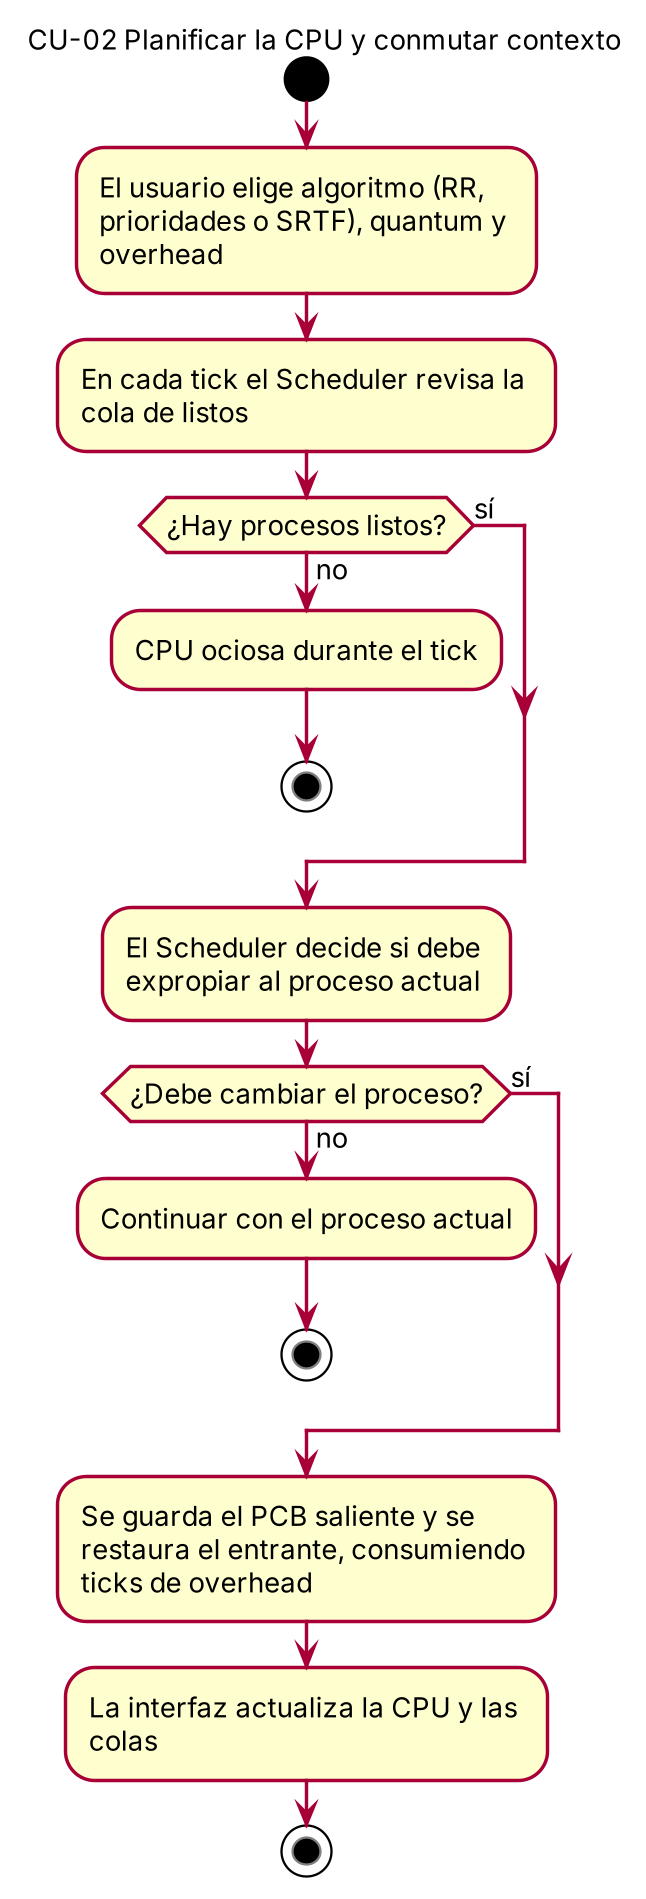 CU-02 Planificar la CPU y conmutar contexto
El usuario elige algoritmo (RR,
prioridades o SRTF), quantum y
overhead
En cada tick el Scheduler revisa la
cola de listos
¿Hay procesos listos?
sí
no
CPU ociosa durante el tick
El Scheduler decide si debe
expropiar al proceso actual
¿Debe cambiar el proceso?
sí
no
Continuar con el proceso actual
Se guarda el PCB saliente y se
restaura el entrante, consumiendo
ticks de overhead
La interfaz actualiza la CPU y las
colas